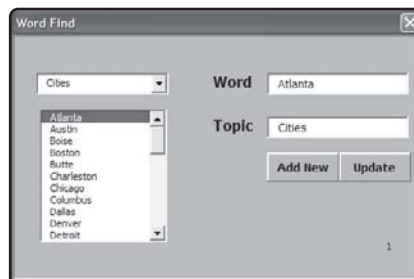 Word Find
Cities
Atlanta
Austin
Boise
Boston
Butte
Charleston
Chicago
Columbus
Dallas
Denver
Detroit
Word Atlanta
Topic Cities
Add New Update
1